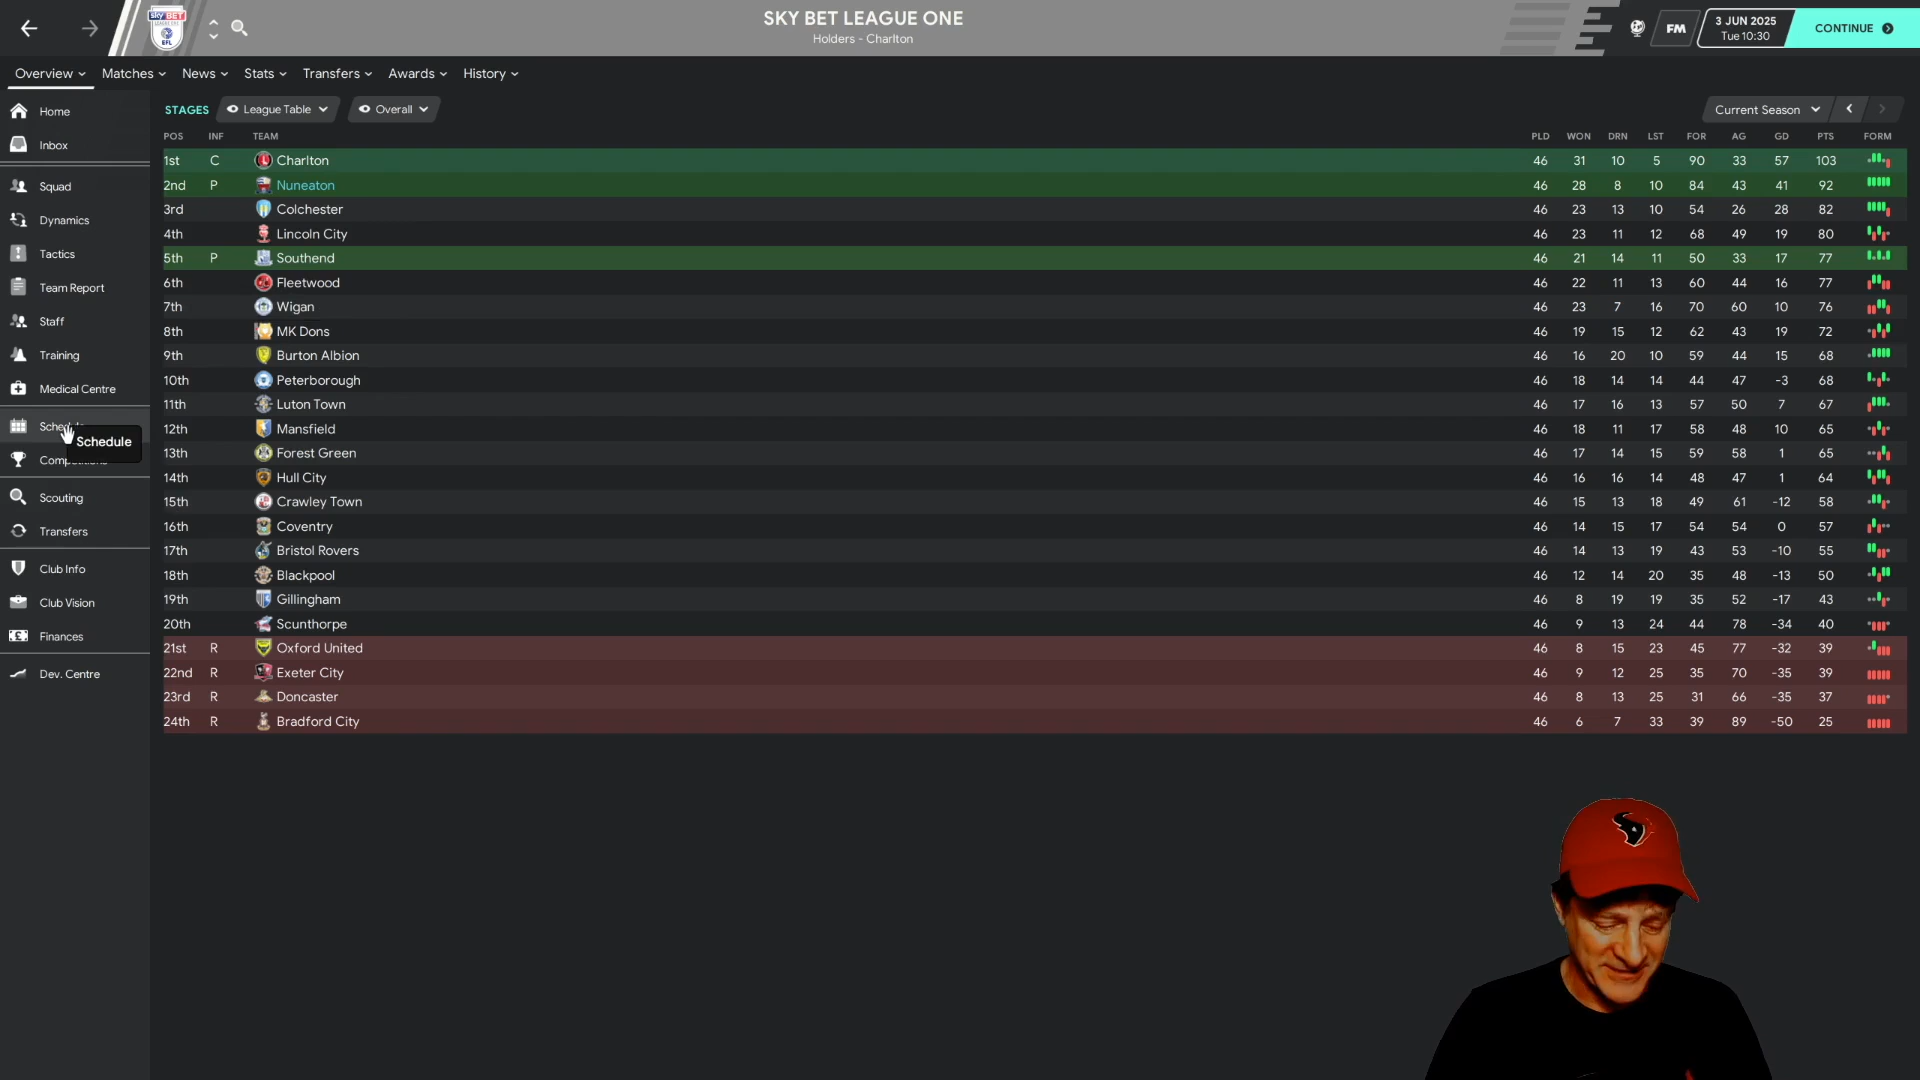 SKY BET LEAGUE ONE
Holders - Charlton
sky BET
EFL
FM
3 JUN 2025
Tue 10:30
CONTINUE
Overview Matches News Stats Transfers Awards History
Home
Inbox
Squad
Dynamics
Tactics
Team Report
Staff
Training
Medical Centre
Schedule
Schedule
Competitions
Scouting
Transfers
Club Info
Club Vision
Finances
Dev. Centre
STAGES League Table Overall Current Season
POS INF TEAM PLD WON DRN LST FOR AG GD PTS FORM
1st C Charlton 46 31 10 5 90 33 57 103
2nd P Nuneaton 46 28 8 10 84 43 41 92
3rd Colchester 46 23 13 10 54 26 28 82
4th Lincoln City 46 23 11 12 68 49 19 80
5th P Southend 46 21 14 11 50 33 17 77
6th Fleetwood 46 22 11 13 60 44 16 77
7th Wigan 46 23 7 16 70 60 10 76
8th MK Dons 46 19 15 12 62 43 19 72
9th Burton Albion 46 16 20 10 59 44 15 68
10th Peterborough 46 18 14 14 44 47 -3 68
11th Luton Town 46 17 16 13 57 50 7 67
12th Mansfield 46 18 11 17 58 48 10 65
13th Forest Green 46 17 14 15 59 58 1 65
14th Hull City 46 16 16 14 48 47 1 64
15th Crawley Town 46 15 13 18 49 61 -12 58
16th Coventry 46 14 15 17 54 54 0 57
17th Bristol Rovers 46 14 13 19 43 53 -10 55
18th Blackpool 46 12 14 20 35 48 -13 50
19th Gillingham 46 8 19 19 35 52 -17 43
20th Scunthorpe 46 9 13 24 44 78 -34 40
21st R Oxford United 46 8 15 23 45 77 -32 39
22nd R Exeter City 46 9 12 25 35 70 -35 39
23rd R Doncaster 46 8 13 25 31 66 -35 37
24th R Bradford City 46 6 7 33 39 89 -50 25